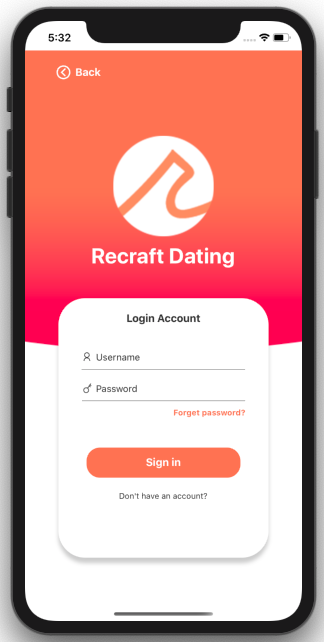 5:32
Back
Recraft Dating
Login Account
Username
Password
Forget password?
Sign in
Don't have an account?